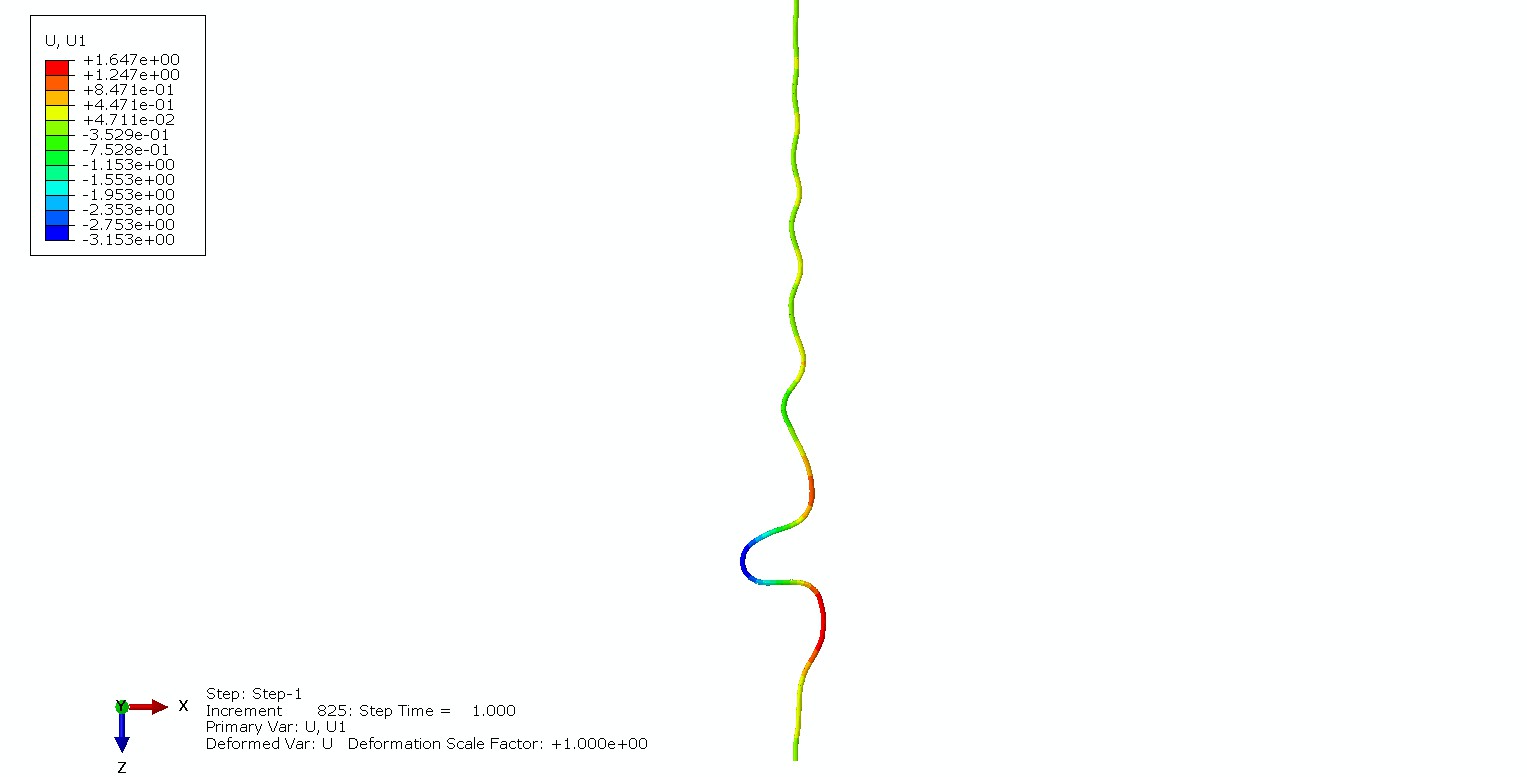 U, U1
+1.647e+00
+1.247e+00
+8.471e-01
+4.471e-01
+4.711e-02
-3.529e-01
-7.528e-01
-1.153e+00
-1.553e+00
-1.953e+00
-2.353e+00
-2.753e+00
-3.153e+00
Step: Step-1
Y X
Increment 825: Step Time = 1.000
Primary Var: U, U1
Deformed Var: U Deformation Scale Factor: +1.000e+00
Z